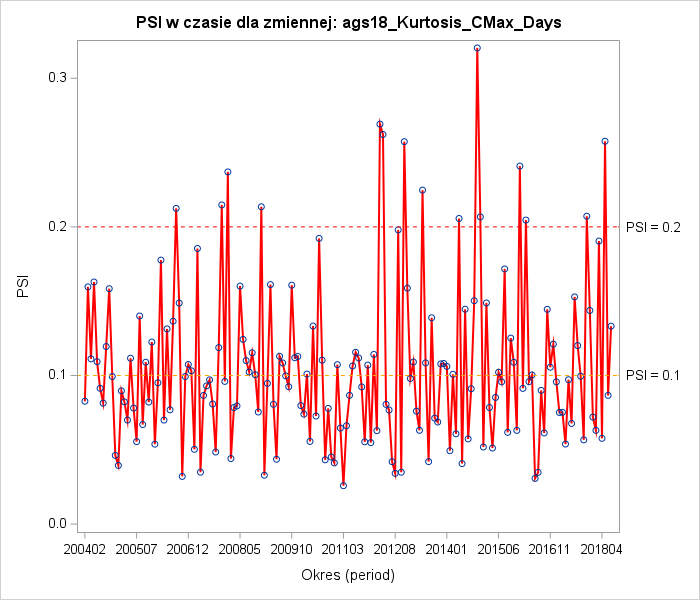 PSI w czasie dla zmiennej: ags18_Kurtosis_CMax_Days
0.3
0.2
PSI = 0.2
PSI
0.1
PSI = 0.1
0.0
200402 200507 200612 200805 200910 201103 201208 201401 201506 201611 201804
Okres (period)